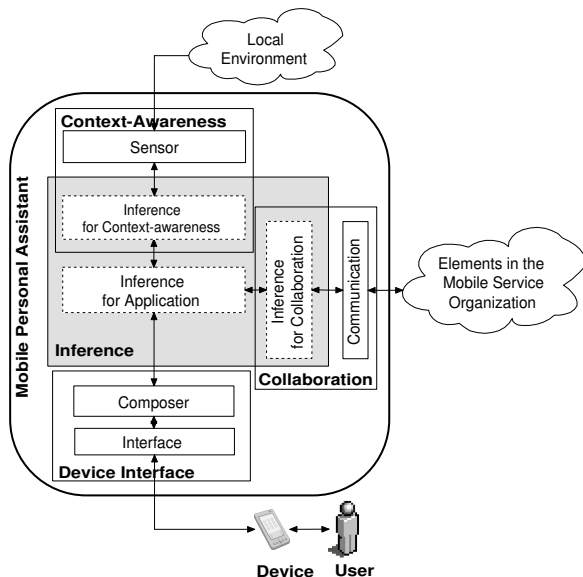 Local
Environment
Context-Awareness
Sensor
Mobile Personal Assistant
Inference
for Context-awareness
Inference
for Application
Inference
for Collaboration
Communication
Elements in the
Mobile Service
Organization
Inference
Collaboration
Composer
Interface
Device Interface
Device
User